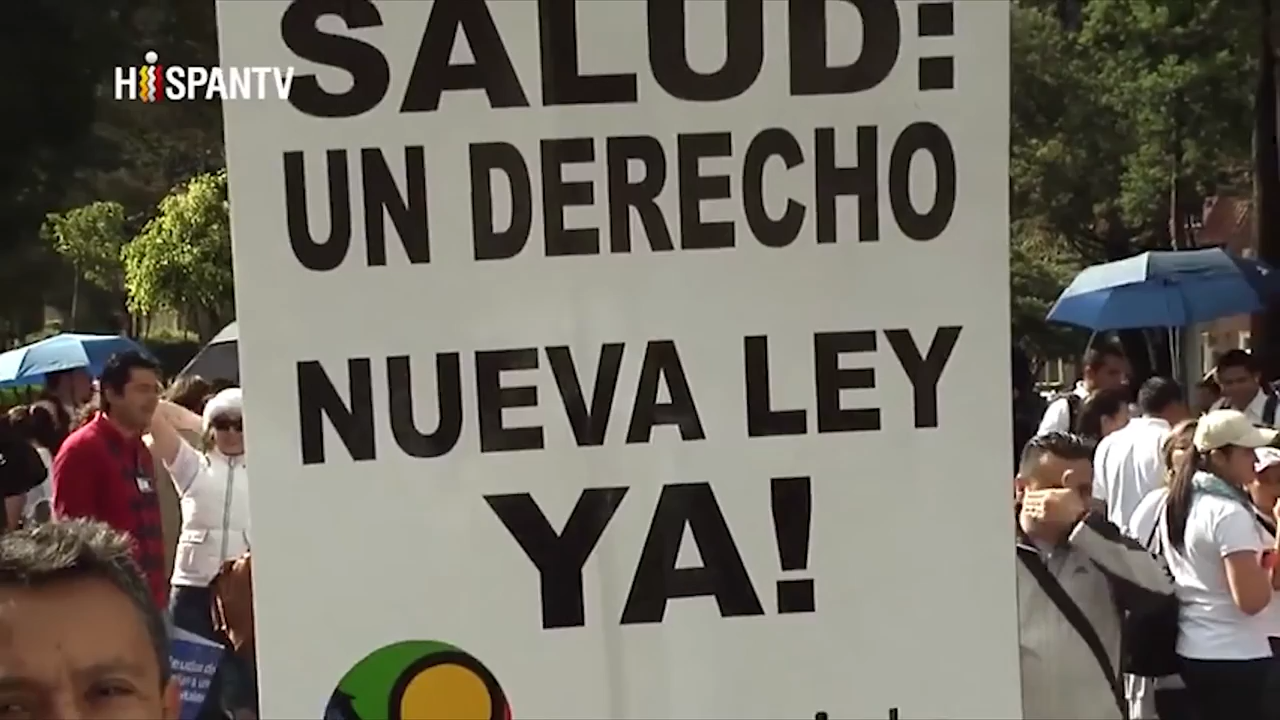 HISPANTV
SALUD:
UN DERECHO
NUEVA LEY
YA!